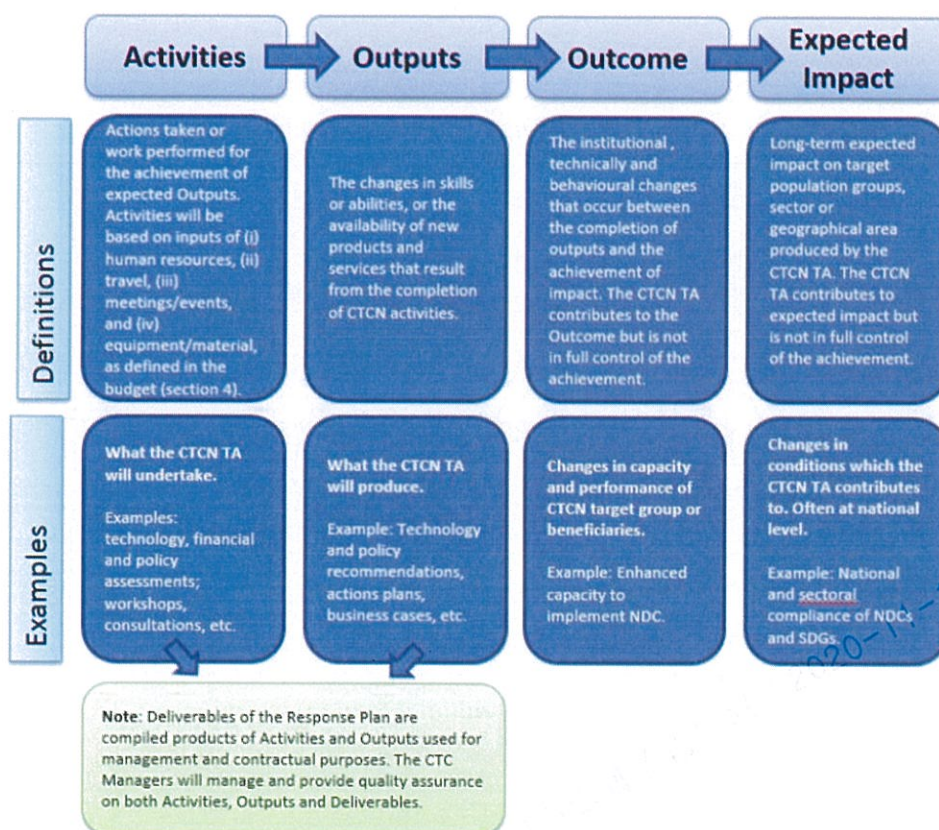 Activities
Outputs
Outcome
Expected
Impact
Definitions
Actions taken or
work performed for
the achievement of
expected Outputs.
Activities will be
based on inputs of (i)
human resources, (ii)
travel, (iii)
meetings/events,
and (iv)
equipment/material,
as defined in the
budget (section 4).
The changes in skills
or abilities, or the
availability of new
products and
services that result
from the completion
of CTCN activities.
The institutional ,
technically and
behavioural changes
that occur between
the completion of
outputs and the
achievement of
impact. The CTCN TA
contributes to the
Outcome but is not
in full control of the
achievement.
Long-term expected
impact on target
population groups,
sector or
geographical area
produced by the
CTCN TA. The CTCN
TA contributes to
expected impact but
is not in full control
of the achievement.
Examples
What the CTCN TA
will undertake.
Examples:
technology, financial
and policy
assessments;
workshops,
consultations, etc.
What the CTCN TA
will produce.
Example: Technology
and policy
recommendations,
actions plans,
business cases, etc.
Changes in capacity
and performance of
CTCN target group or
beneficiaries.
Example: Enhanced
capacity to
implement NDC.
Changes in
conditions which the
CTCN TA contributes
to. Often at national
level.
Example: National
and sectoral
compliance of NDCs
and SDGs.
Note: Deliverables of the Response Plan are
compiled products of Activities and Outputs used for
management and contractual purposes. The CTC
Managers will manage and provide quality assurance
on both Activities, Outputs and Deliverables.